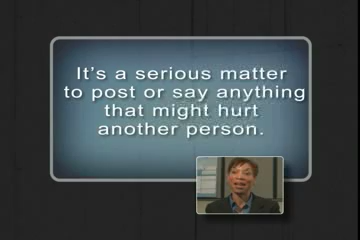 It's a serious matter
to post or say anything
that might hurt
another person.